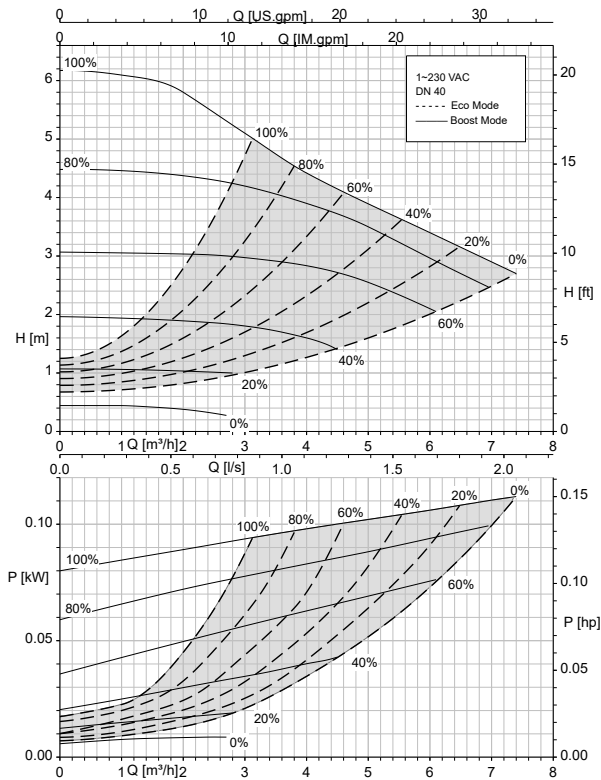 0 10 20 30
Q [US.gpm]
0 10 20
Q [IM.gpm]
100%
6
5
4
3
2
1
0
H [m]
20
15
10
5
0
H [ft]
1~230 VAC
DN 40
Eco Mode
Boost Mode
100%
80%
60%
40%
20%
0%
80%
60%
40%
20%
0%
1 Q [m³/h] 2 3 4 5 6 7 8
0.0 0.5 1.0 1.5 2.0
Q [l/s]
0.10
0.05
0.00
P [kW]
0.15
0.10
0.05
0.00
P [hp]
100%
80%
60%
40%
20%
0%
100%
80%
60%
40%
20%
0%
0 1 Q [m³/h] 2 3 4 5 6 7 8